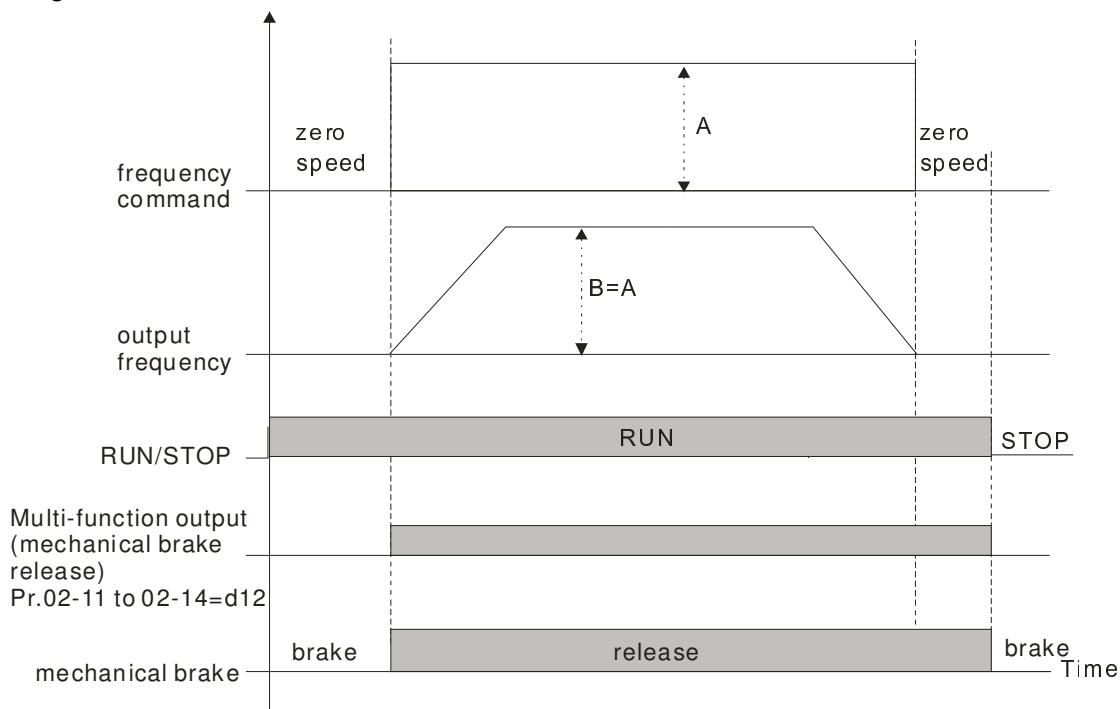 zero
speed
A
zero
speed
frequency
command
B=A
output
frequency
RUN
RUN/STOP
STOP
Multi-function output
(mechanical brake
release)
Pr.02-11 to 02-14=d12
brake
release
brake
mechanical brake
Time